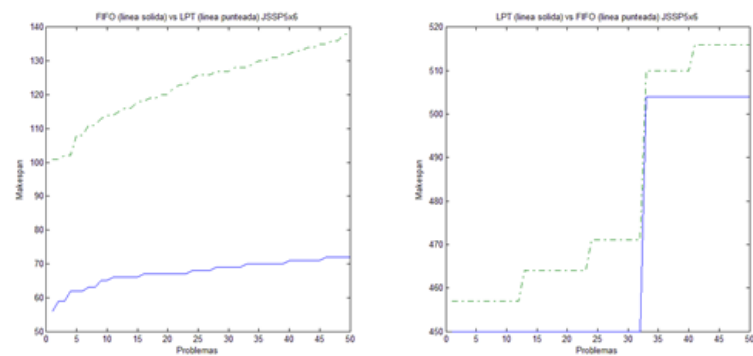 FIFO (linea solida) vs LPT (linea punteada) JSSP5x6
140
130
120
110
100
90
80
70
60
50
Makespan
0 5 10 15 20 25 30 35 40 45 50
Problemas
LPT (linea punteada) vs FIFO (linea solida) JSSP5x6
520
510
500
490
480
470
460
450
Makespan
0 5 10 15 20 25 30 35 40 45 50
Problemas